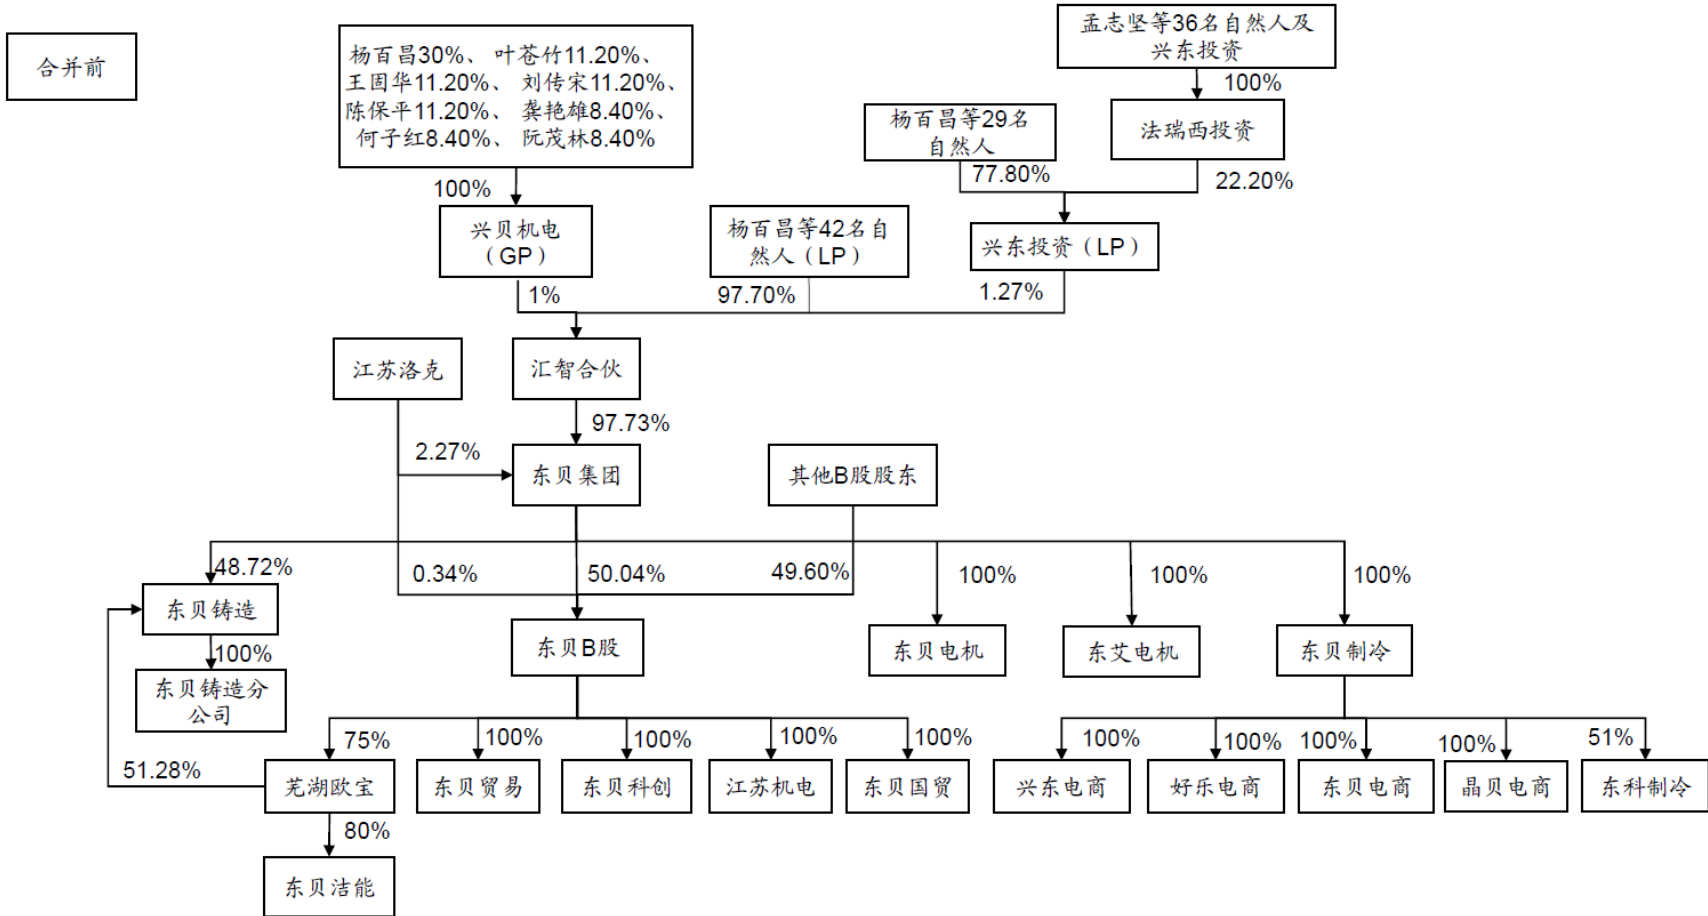 合并前
杨百昌30%、 叶苍竹11.20%、
王固华11.20%、 刘传宋11.20%、
陈保平11.20%、 龚艳雄8.40%、
何子红8.40%、 阮茂林8.40%
孟志坚等36名自然人及
兴东投资
100%
杨百昌等29名
自然人
法瑞西投资
77.80%
22.20%
100%
兴贝机电
（GP）
杨百昌等42名自
然人（LP）
兴东投资（LP）
1%
97.70%
1.27%
江苏洛克
汇智合伙
97.73%
2.27%
东贝集团
其他B股股东
48.72%
0.34%
50.04%
49.60%
100%
100%
100%
东贝铸造
东贝B股
东贝电机
东艾电机
东贝制冷
100%
东贝铸造分
公司
75%
100%
100%
100%
100%
100%
100%
100%
100%
51%
51.28%
芜湖欧宝
东贝贸易
东贝科创
江苏机电
东贝国贸
兴东电商
好乐电商
东贝电商
晶贝电商
东科制冷
80%
东贝洁能